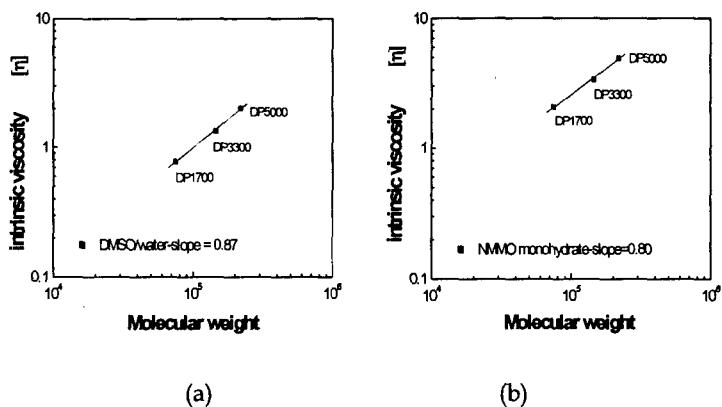 10
Intrinsic viscosity [η]
1
0.1
DP5000
DP3300
DP1700
DMSO/water-slope = 0.87
10⁴
10⁵
10⁶
Molecular weight
(a)
10
Intrinsic viscosity [η]
1
0.1
DP5000
DP3300
DP1700
NMMO monohydrate-slope=0.80
10⁴
10⁵
10⁶
Molecular weight
(b)